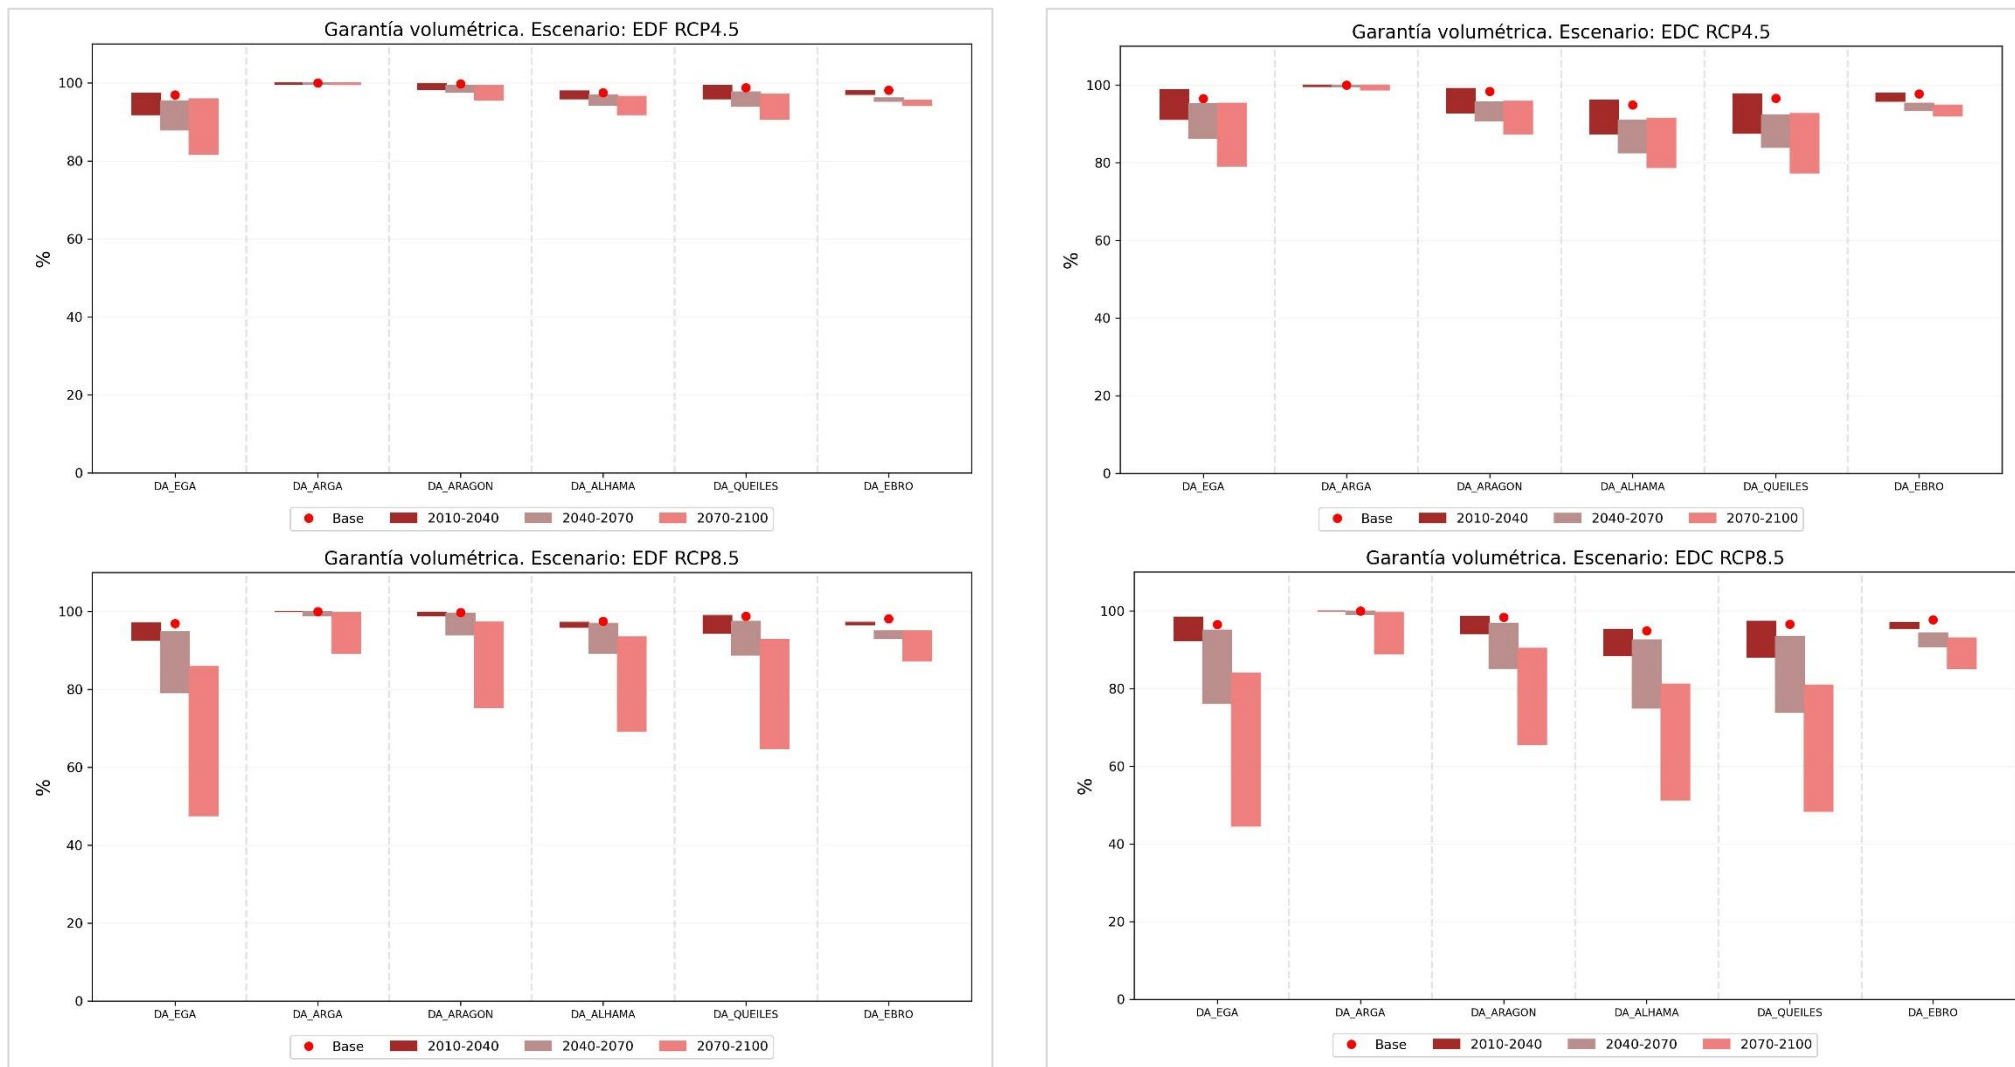 Garantía volumétrica. Escenario: EDF RCP4.5
100
80
60
40
20
0
%
DA_EGA DA_ARGA DA_ARAGON DA_ALHAMA DA_QUEILES DA_EBRO
Base 2010-2040 2040-2070 2070-2100
Garantía volumétrica. Escenario: EDC RCP4.5
100
80
60
40
20
0
%
DA_EGA DA_ARGA DA_ARAGON DA_ALHAMA DA_QUEILES DA_EBRO
Base 2010-2040 2040-2070 2070-2100
Garantía volumétrica. Escenario: EDF RCP8.5
100
80
60
40
20
0
%
DA_EGA DA_ARGA DA_ARAGON DA_ALHAMA DA_QUEILES DA_EBRO
Base 2010-2040 2040-2070 2070-2100
Garantía volumétrica. Escenario: EDC RCP8.5
100
80
60
40
20
0
%
DA_EGA DA_ARGA DA_ARAGON DA_ALHAMA DA_QUEILES DA_EBRO
Base 2010-2040 2040-2070 2070-2100